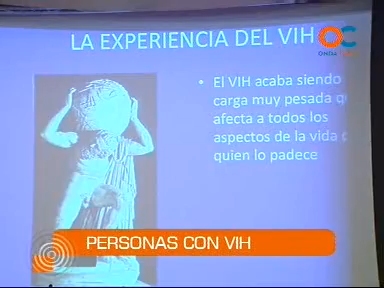 LA EXPERIENCIA DEL VIH
ONDA
• El VIH acaba siendo
carga muy pesada
afecta a todos los
aspectos de la vida
quien lo padece
PERSONAS CON VIH